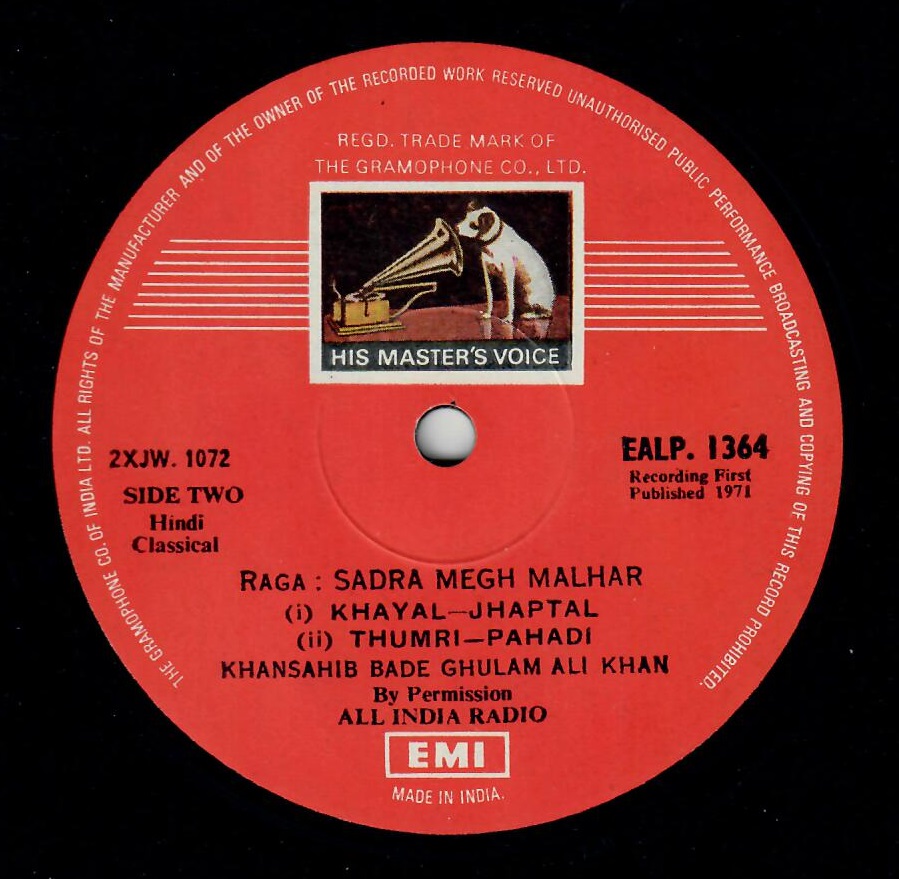 THE GRAMOPHONE CO. OF INDIA LTD. ALL RIGHTS OF THE MANUFACTURER AND OF THE OWNER OF THE RECORDED WORK RESERVED UNAUTHORISED PUBLIC PERFORMANCE BROADCASTING AND COPYING OF THIS RECORD PROHIBITED.
REGD. TRADE MARK OF
THE GRAMOPHONE CO., LTD.
HIS MASTER'S VOICE
2XJW. 1072
SIDE TWO
Hindi
Classical
EALP. 1364
Recording First
Published 1971
RAGA : SADRA MEGH MALHAR
(i) KHAYAL—JHAPTAL
(ii) THUMRI—PAHADI
KHANSAHIB BADE GHULAM ALI KHAN
By Permission
ALL INDIA RADIO
EMI
MADE IN INDIA.